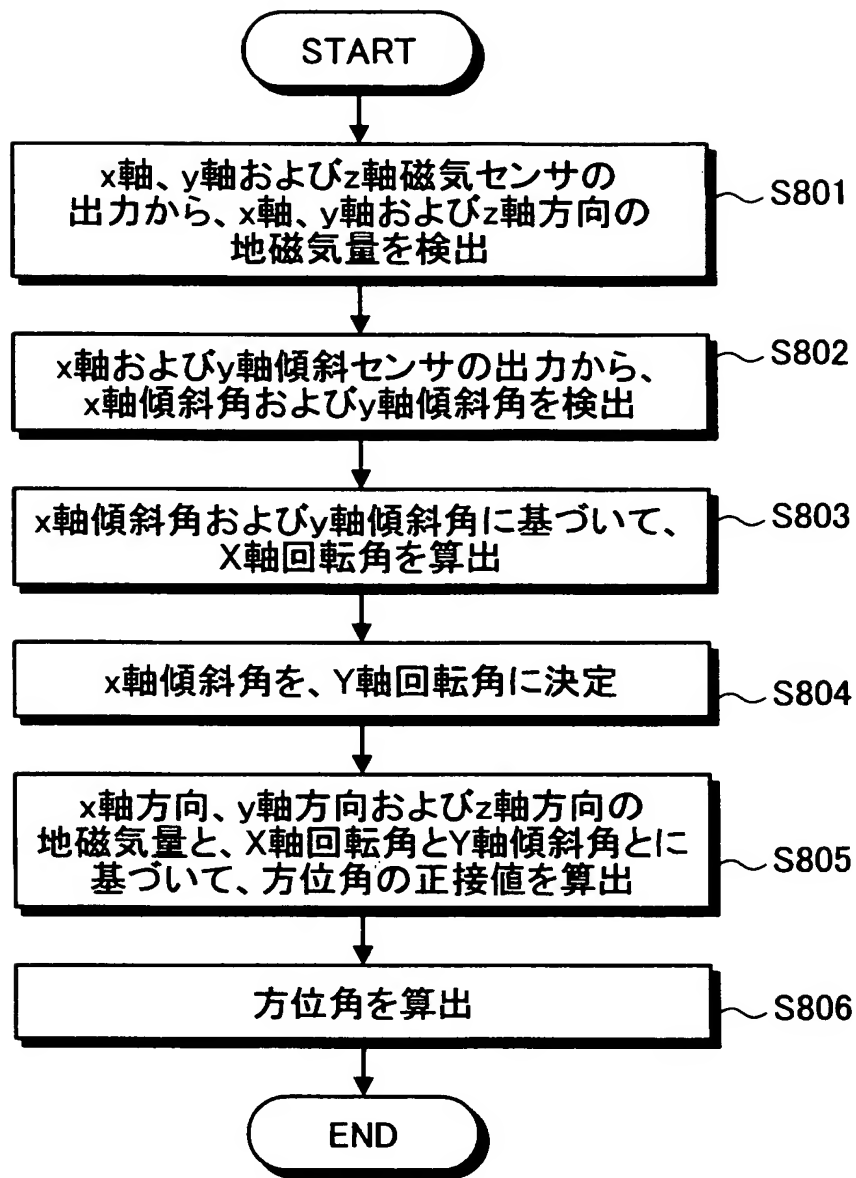 START
x軸、y軸およびz軸磁気センサの
出力から、x軸、y軸およびz軸方向の
地磁気量を検出
S801
x軸およびy軸傾斜センサの出力から、
x軸傾斜角およびy軸傾斜角を検出
S802
x軸傾斜角およびy軸傾斜角に基づいて、
X軸回転角を算出
S803
x軸傾斜角を、Y軸回転角に決定
S804
x軸方向、y軸方向およびz軸方向の
地磁気量と、X軸回転角とY軸傾斜角とに
基づいて、方位角の正接値を算出
S805
方位角を算出
S806
END